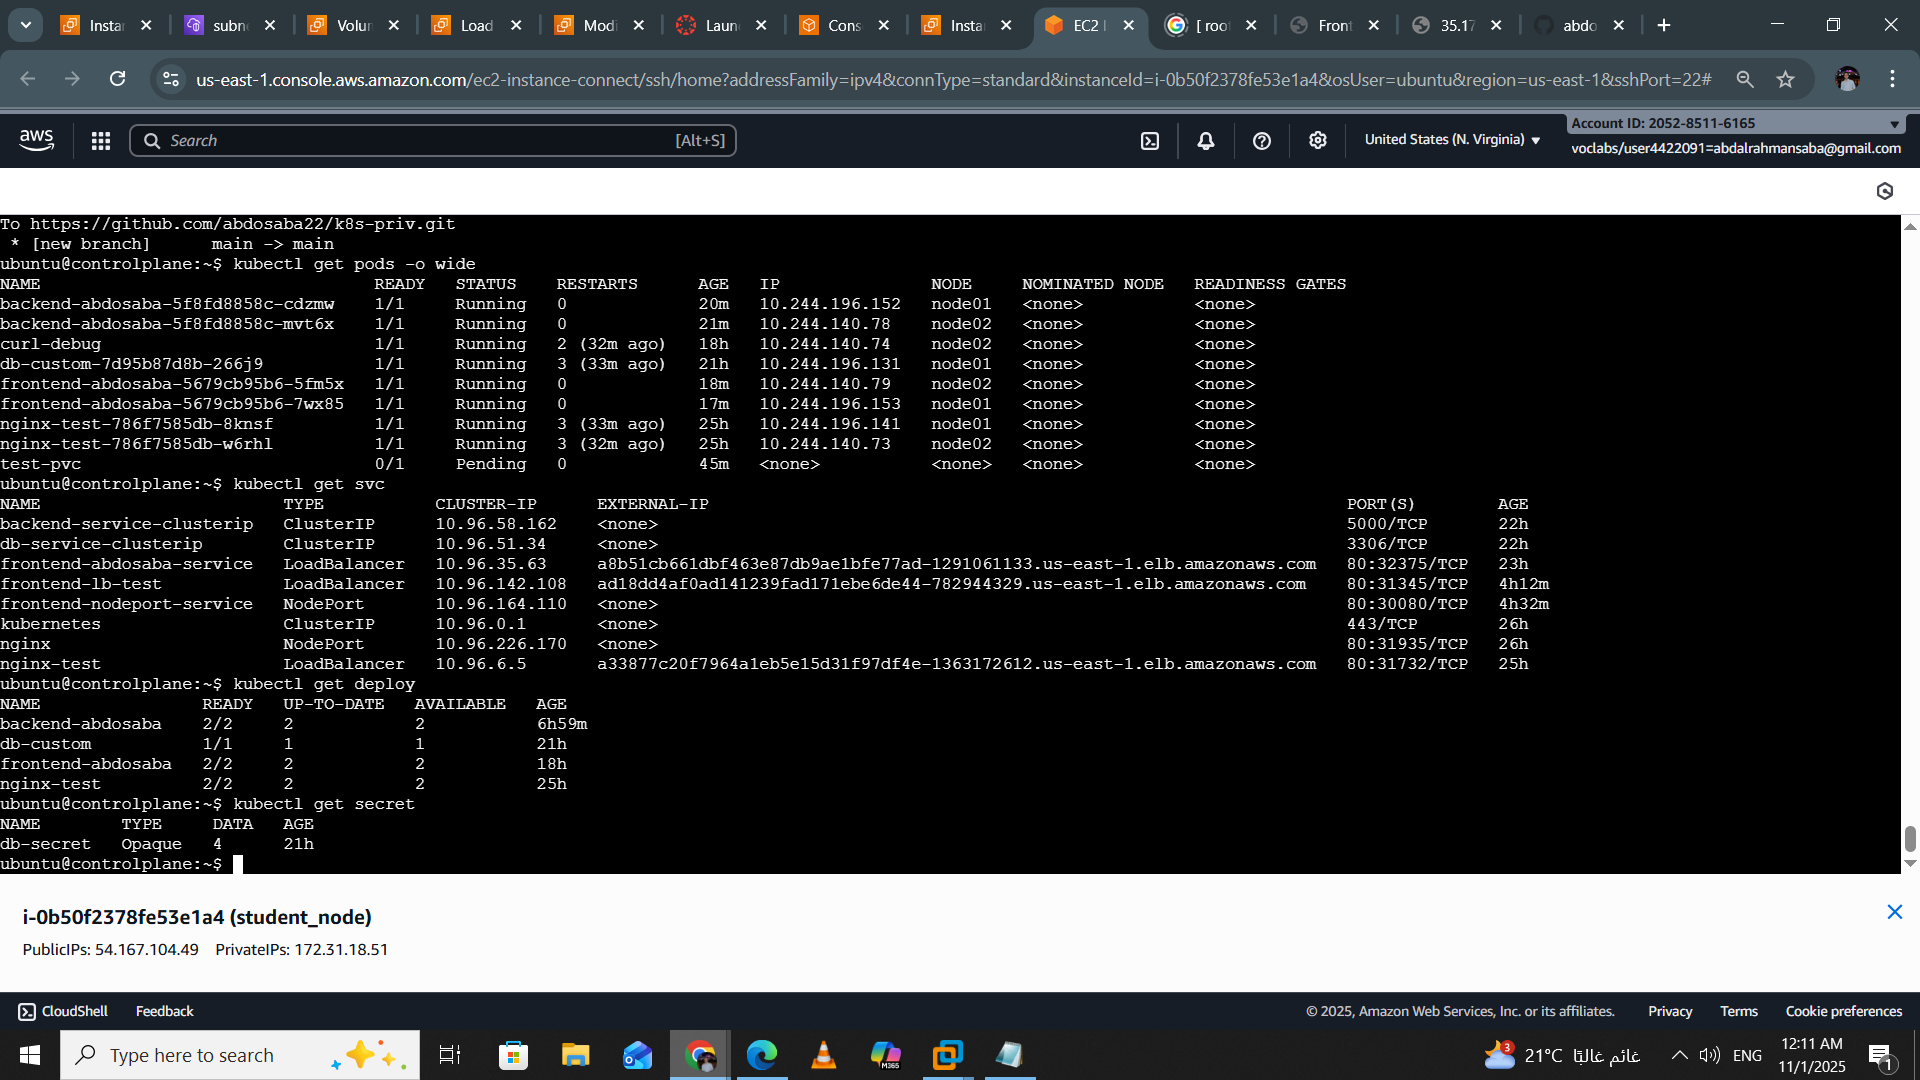 Instan
subne
Volun
Load
Modi
Laun
Cons
Instan
EC2 I
[ root
Front
35.17
abdo
us-east-1.console.aws.amazon.com/ec2-instance-connect/ssh/home?addressFamily=ipv4&connType=standard&instanceId=i-0b50f2378fe53e1a4&osUser=ubuntu&region=us-east-1&sshPort=22#
aws
Search [Alt+S]
United States (N. Virginia)
Account ID: 2052-8511-6165
voclabs/user4422091=abdalrahmansaba@gmail.com
To https://github.com/abdosaba22/k8s-priv.git
* [new branch] main -> main
ubuntu@controlplane:~$ kubectl get pods -o wide
NAME READY STATUS RESTARTS AGE IP NODE NOMINATED NODE READINESS GATES
backend-abdosaba-5f8fd8858c-cdzmw 1/1 Running 0 20m 10.244.196.152 node01 <none> <none>
backend-abdosaba-5f8fd8858c-mvt6x 1/1 Running 0 21m 10.244.140.78 node02 <none> <none>
curl-debug 1/1 Running 2 (32m ago) 18h 10.244.140.74 node02 <none> <none>
db-custom-7d95b87d8b-266j9 1/1 Running 3 (33m ago) 21h 10.244.196.131 node01 <none> <none>
frontend-abdosaba-5679cb95b6-5fm5x 1/1 Running 0 18m 10.244.140.79 node02 <none> <none>
frontend-abdosaba-5679cb95b6-7wx85 1/1 Running 0 17m 10.244.196.153 node01 <none> <none>
nginx-test-786f7585db-8knsf 1/1 Running 3 (33m ago) 25h 10.244.196.141 node01 <none> <none>
nginx-test-786f7585db-w6rhl 1/1 Running 3 (32m ago) 25h 10.244.140.73 node02 <none> <none>
test-pvc 0/1 Pending 0 45m <none> <none> <none> <none>
ubuntu@controlplane:~$ kubectl get svc
NAME TYPE CLUSTER-IP EXTERNAL-IP PORT(S) AGE
backend-service-clusterip ClusterIP 10.96.58.162 <none> 5000/TCP 22h
db-service-clusterip ClusterIP 10.96.51.34 <none> 3306/TCP 22h
frontend-abdosaba-service LoadBalancer 10.96.35.63 a8b51cb661dbf463e87db9ae1bfe77ad-1291061133.us-east-1.elb.amazonaws.com 80:32375/TCP 23h
frontend-lb-test LoadBalancer 10.96.142.108 ad18dd4af0ad141239fad171ebe6de44-782944329.us-east-1.elb.amazonaws.com 80:31345/TCP 4h12m
frontend-nodeport-service NodePort 10.96.164.110 <none> 80:30080/TCP 4h32m
kubernetes ClusterIP 10.96.0.1 <none> 443/TCP 26h
nginx NodePort 10.96.226.170 <none> 80:31935/TCP 26h
nginx-test LoadBalancer 10.96.6.5 a33877c20f7964a1eb5e15d31f97df4e-1363172612.us-east-1.elb.amazonaws.com 80:31732/TCP 25h
ubuntu@controlplane:~$ kubectl get deploy
NAME READY UP-TO-DATE AVAILABLE AGE
backend-abdosaba 2/2 2 2 6h59m
db-custom 1/1 1 1 21h
frontend-abdosaba 2/2 2 2 18h
nginx-test 2/2 2 2 25h
ubuntu@controlplane:~$ kubectl get secret
NAME TYPE DATA AGE
db-secret Opaque 4 21h
ubuntu@controlplane:~$
i-0b50f2378fe53e1a4 (student_node)
PublicIPs: 54.167.104.49 PrivateIPs: 172.31.18.51
CloudShell Feedback © 2025, Amazon Web Services, Inc. or its affiliates. Privacy Terms Cookie preferences
Type here to search
M365
3
21°C غائم غالبًا
ENG
12:11 AM
11/1/2025
1